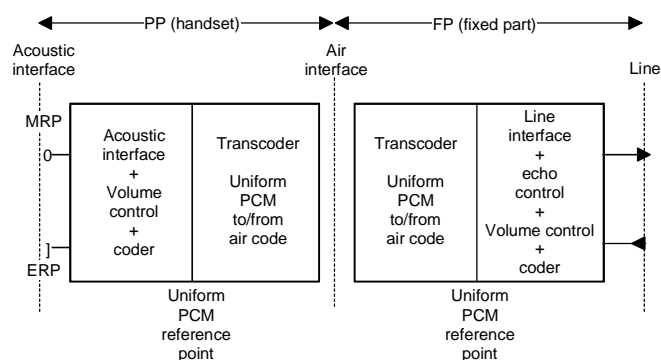 PP (handset)
FP (fixed part)
Acoustic
interface
Air
interface
Line
MRP
0
]
ERP
Acoustic
interface
+
Volume
control
+
coder
Transcoder
Uniform
PCM
to/from
air code
Transcoder
Uniform
PCM
to/from
air code
Line
interface
+
echo
control
+
Volume control
+
coder
Uniform
PCM
reference
point
Uniform
PCM
reference
point